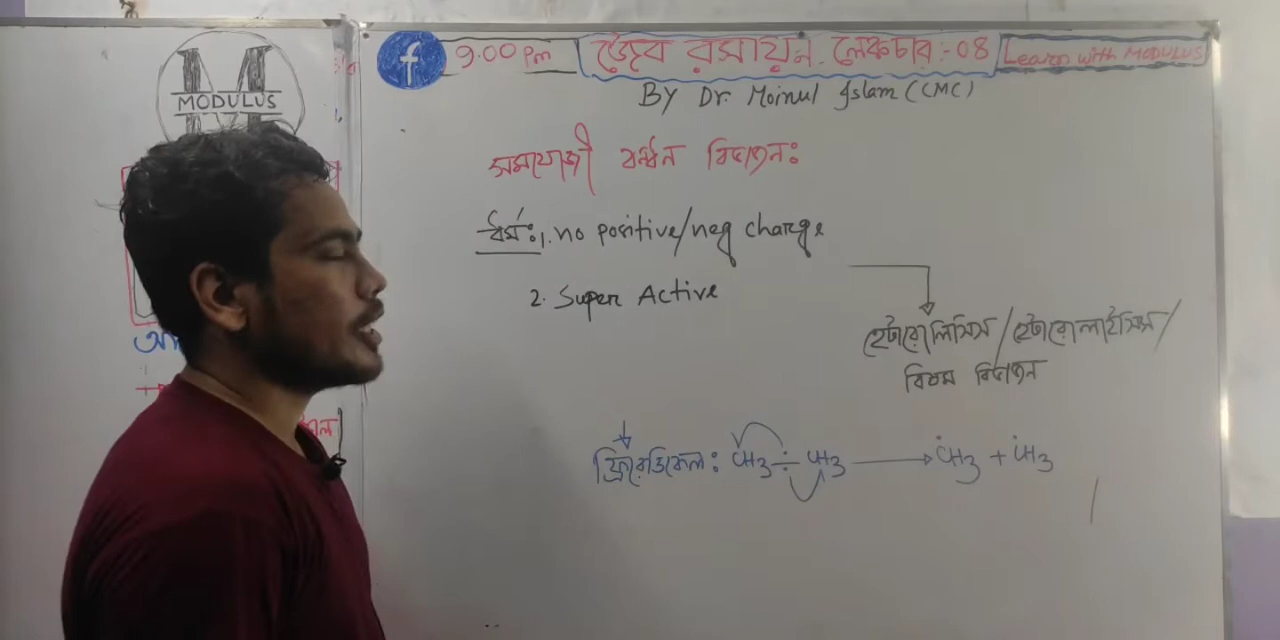 MODULUS
f 9:00 Pm জৈব রসায়ন. লেকচার:-08 Learn with MODULUS
By Dr. Moinul Islam (CMC)
সমযোজী বন্ধন বিভাজন:
ধর্ম: 1. no positive/neg charge
2. Super Active
হেটারোলিসিস/হেটারোলাইসিস/
বিষম বিভাজন
ফ্রিরেডিকেল: CH3 — CH3 → ĊH3 + ĊH3